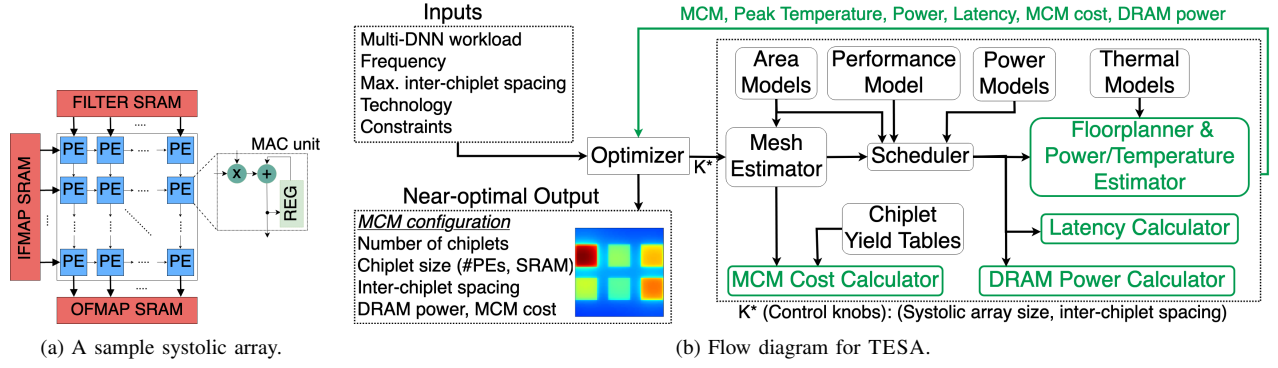 FILTER SRAM
....
PE PE .... PE
PE PE .... PE
PE PE .... PE
....
IFMAP SRAM
....
OFMAP SRAM
MAC unit
x +
REG
(a) A sample systolic array.
Inputs
Multi-DNN workload
Frequency
Max. inter-chiplet spacing
Technology
Constraints
Optimizer
K*
Near-optimal Output
MCM configuration
Number of chiplets
Chiplet size (#PEs, SRAM)
Inter-chiplet spacing
DRAM power, MCM cost
MCM, Peak Temperature, Power, Latency, MCM cost, DRAM power
Area
Models
Performance
Model
Power
Models
Thermal
Models
Mesh
Estimator
Scheduler
Floorplanner &
Power/Temperature
Estimator
Chiplet
Yield Tables
Latency Calculator
MCM Cost Calculator
DRAM Power Calculator
K* (Control knobs): (Systolic array size, inter-chiplet spacing)
(b) Flow diagram for TESA.